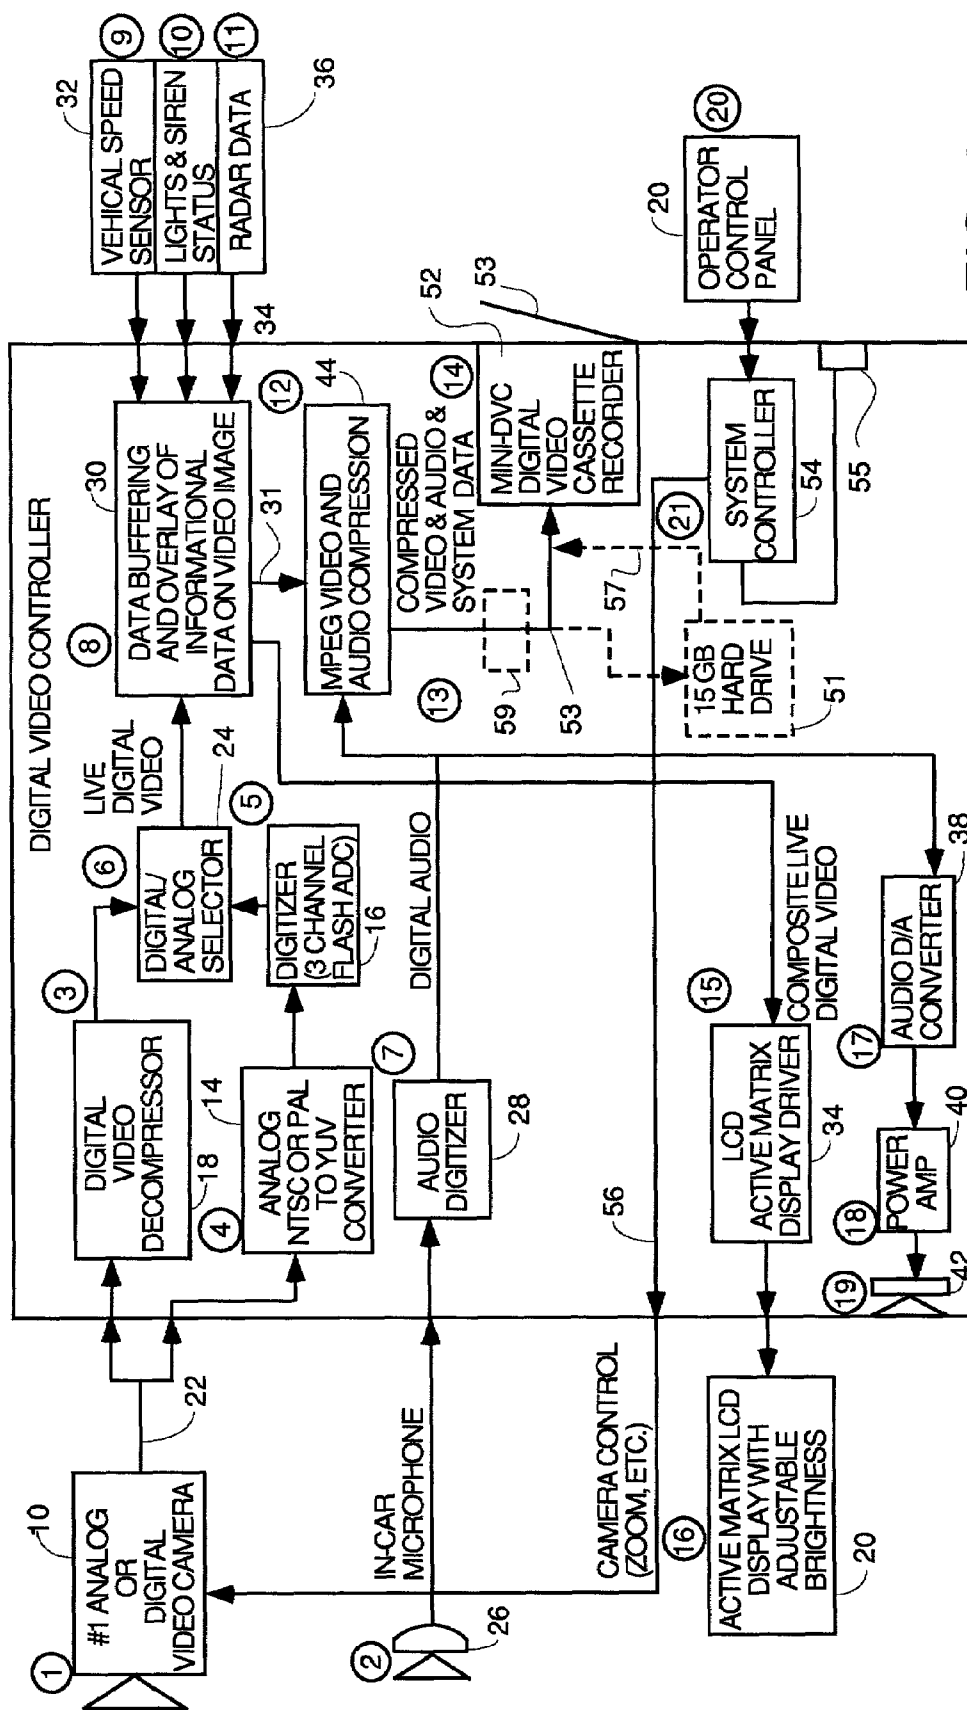 DIGITAL VIDEO CONTROLLER
1
10
#1 ANALOG
OR
DIGITAL
VIDEO CAMERA
22
3
DIGITAL
VIDEO
DECOMPRESSOR
18
4
14
ANALOG
NTSC OR PAL
TO YUV
CONVERTER
5
DIGITIZER
(3 CHANNEL
FLASH ADC)
16
6
DIGITAL/
ANALOG
SELECTOR
24
LIVE
DIGITAL
VIDEO
8
30
DATA BUFFERING
AND OVERLAY OF
INFORMATIONAL
DATA ON VIDEO IMAGE
31
32
VEHICAL SPEED
SENSOR
9
LIGHTS & SIREN
STATUS
10
RADAR DATA
11
36
34
2
26
IN-CAR
MICROPHONE
7
AUDIO
DIGITIZER
28
DIGITAL AUDIO
12
44
MPEG VIDEO AND
AUDIO COMPRESSION
COMPRESSED
VIDEO & AUDIO &
SYSTEM DATA
13
59
53
57
15 GB
HARD
DRIVE
51
14
52
53
MINI-DVC
DIGITAL
VIDEO
CASSETTE
RECORDER
CAMERA CONTROL
(ZOOM, ETC.)
56
21
SYSTEM
CONTROLLER
54
55
20
OPERATOR
CONTROL
PANEL
20
16
ACTIVE MATRIX LCD
DISPLAY WITH
ADJUSTABLE
BRIGHTNESS
20
15
LCD
ACTIVE MATRIX
DISPLAY DRIVER
34
COMPOSITE LIVE
DIGITAL VIDEO
19
42
18
POWER
AMP
40
17
AUDIO D/A
CONVERTER
38